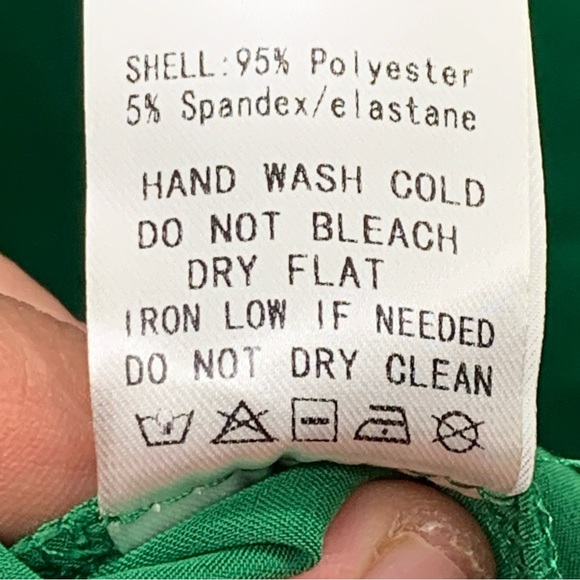 SHELL:95% Polyester
5% Spandex/elastane
HAND WASH COLD
DO NOT BLEACH
DRY FLAT
IRON LOW IF NEEDED
DO NOT DRY CLEAN